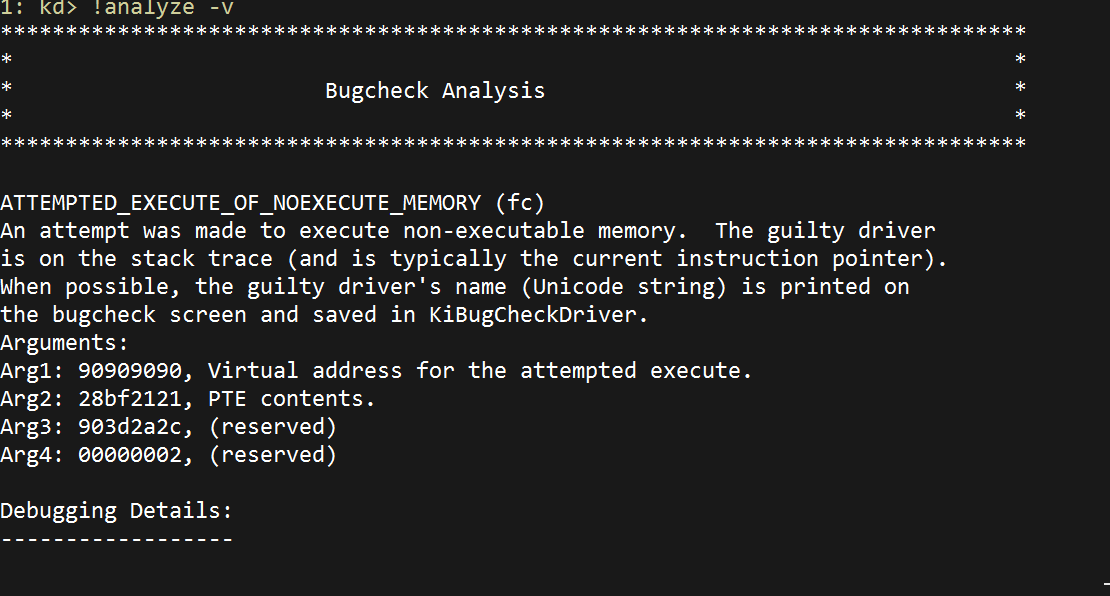 1: kd> !analyze -v
*******************************************************************************
*                                                                             *
*                        Bugcheck Analysis                                    *
*                                                                             *
*******************************************************************************
ATTEMPTED_EXECUTE_OF_NOEXECUTE_MEMORY (fc)
An attempt was made to execute non-executable memory.  The guilty driver
is on the stack trace (and is typically the current instruction pointer).
When possible, the guilty driver's name (Unicode string) is printed on
the bugcheck screen and saved in KiBugCheckDriver.
Arguments:
Arg1: 90909090, Virtual address for the attempted execute.
Arg2: 28bf2121, PTE contents.
Arg3: 903d2a2c, (reserved)
Arg4: 00000002, (reserved)
Debugging Details:
------------------